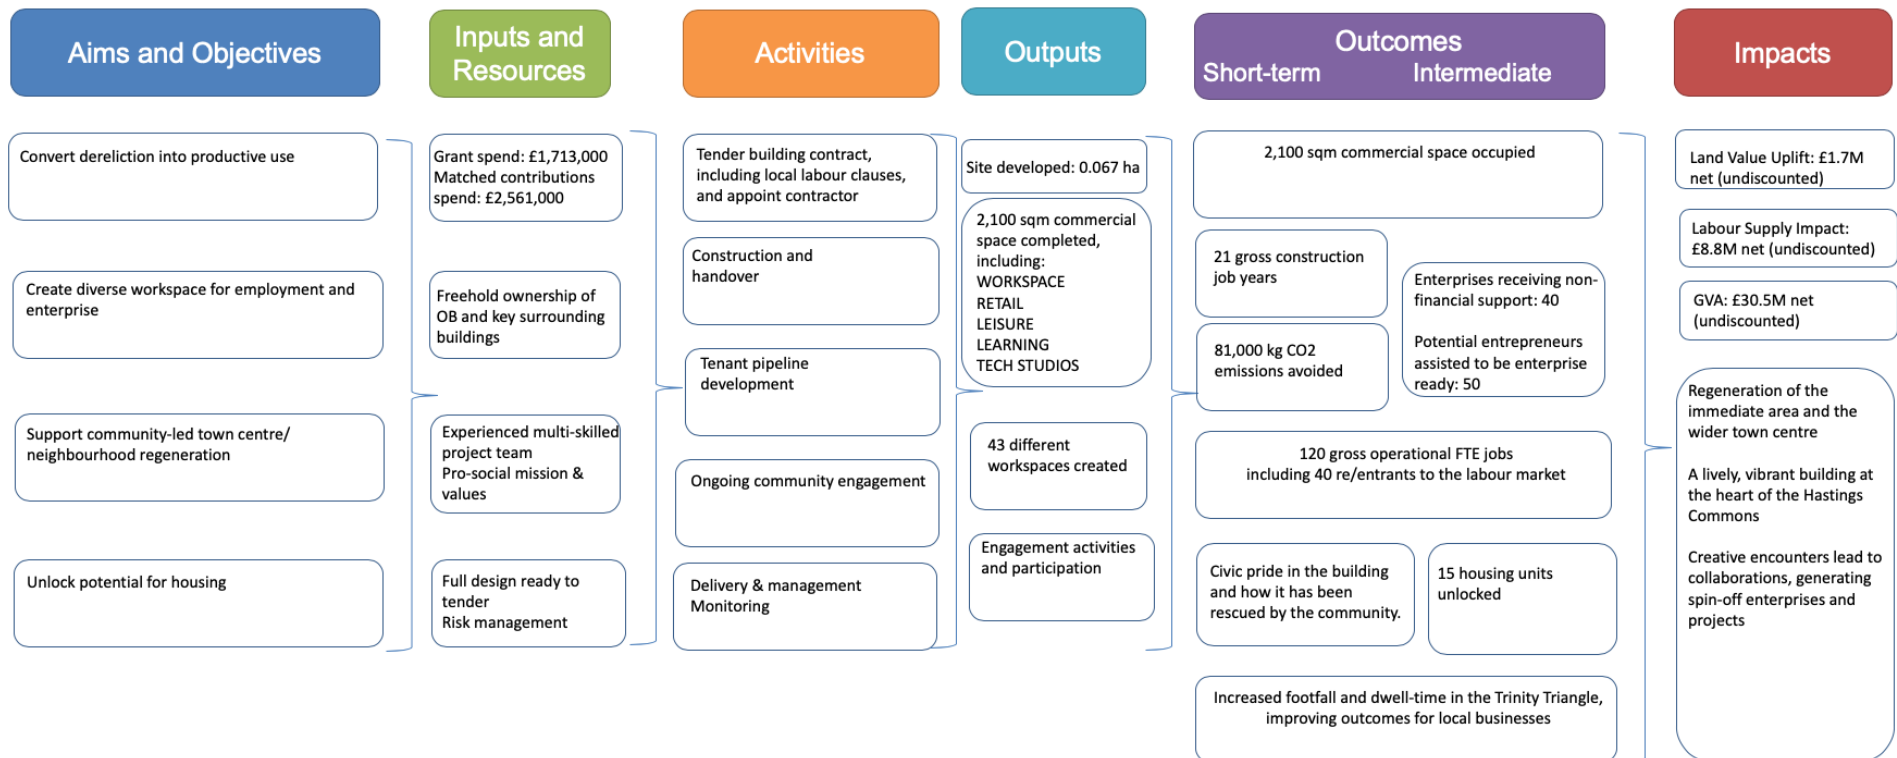 Aims and Objectives
Convert dereliction into productive use
Create diverse workspace for employment and
enterprise
Support community-led town centre/
neighbourhood regeneration
Unlock potential for housing
Inputs and
Resources
Grant spend: £1,713,000
Matched contributions
spend: £2,561,000
Freehold ownership of
OB and key surrounding
buildings
Experienced multi-skilled
project team
Pro-social mission &
values
Full design ready to
tender
Risk management
Activities
Tender building contract,
including local labour clauses,
and appoint contractor
Construction and
handover
Tenant pipeline
development
Ongoing community engagement
Delivery & management
Monitoring
Outputs
Site developed: 0.067 ha
2,100 sqm commercial
space completed,
including:
WORKSPACE
RETAIL
LEISURE
LEARNING
TECH STUDIOS
43 different
workspaces created
Engagement activities
and participation
Outcomes
Short-term
Intermediate
2,100 sqm commercial space occupied
21 gross construction
job years
81,000 kg CO2
emissions avoided
Enterprises receiving non-
financial support: 40
Potential entrepreneurs
assisted to be enterprise
ready: 50
120 gross operational FTE jobs
including 40 re/entrants to the labour market
Civic pride in the building
and how it has been
rescued by the community.
15 housing units
unlocked
Increased footfall and dwell-time in the Trinity Triangle,
improving outcomes for local businesses
Impacts
Land Value Uplift: £1.7M
net (undiscounted)
Labour Supply Impact:
£8.8M net (undiscounted)
GVA: £30.5M net
(undiscounted)
Regeneration of the
immediate area and the
wider town centre
A lively, vibrant building at
the heart of the Hastings
Commons
Creative encounters lead to
collaborations, generating
spin-off enterprises and
projects